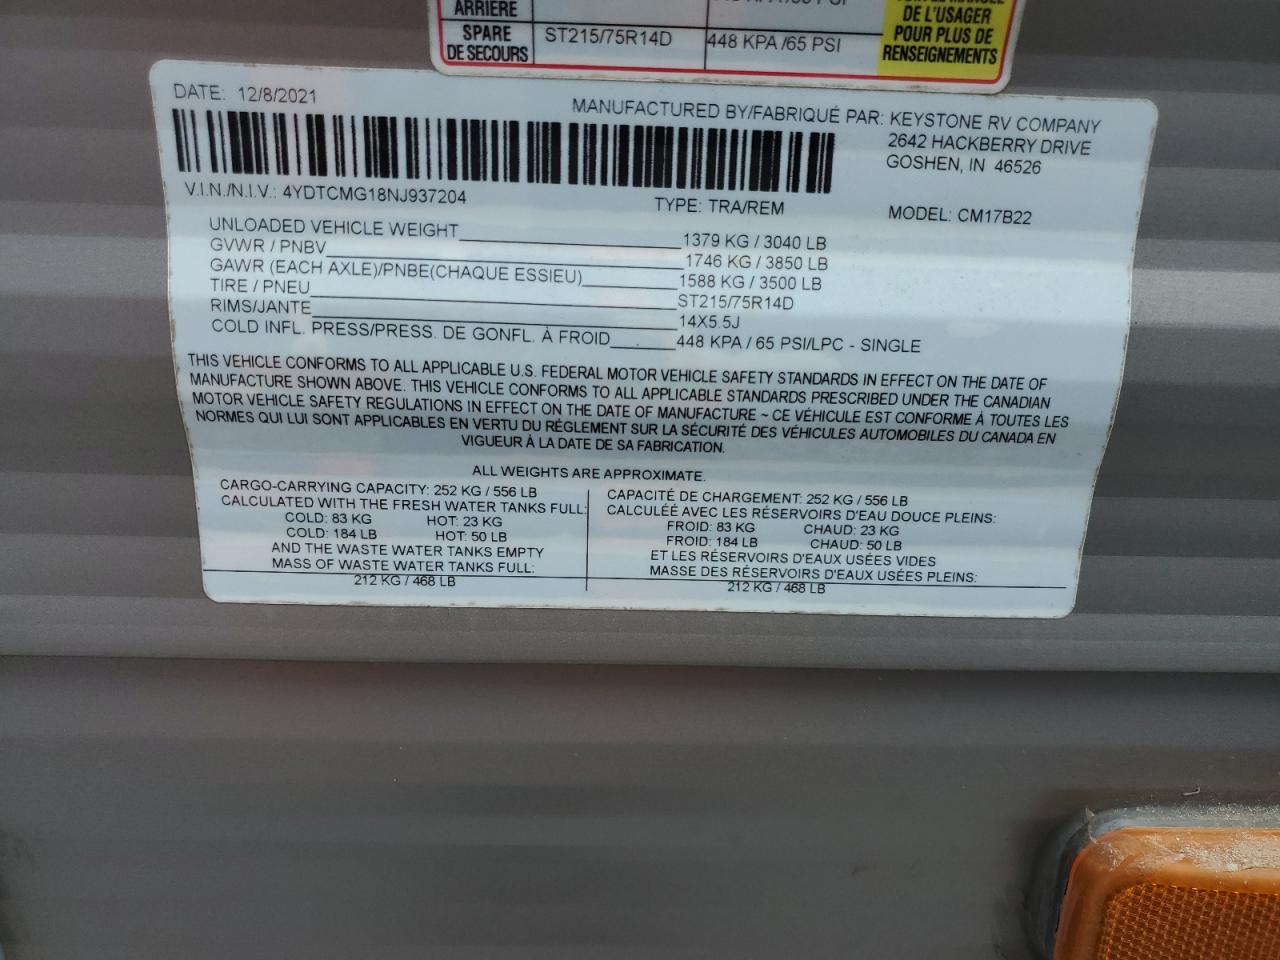 ARRIÈRE
DE L'USAGER
POUR PLUS DE
RENSEIGNEMENTS
SPARE
DE SECOURS
ST215/75R14D
448 KPA /65 PSI
DATE: 12/8/2021
MANUFACTURED BY/FABRIQUÉ PAR: KEYSTONE RV COMPANY
2642 HACKBERRY DRIVE
GOSHEN, IN 46526
V.I.N./N.I.V.: 4YDTCMG18NJ937204
TYPE: TRA/REM
MODEL: CM17B22
UNLOADED VEHICLE WEIGHT 1379 KG / 3040 LB
GVWR / PNBV 1746 KG / 3850 LB
GAWR (EACH AXLE)/PNBE(CHAQUE ESSIEU) 1588 KG / 3500 LB
TIRE / PNEU ST215/75R14D
RIMS/JANTE 14X5.5J
COLD INFL. PRESS/PRESS. DE GONFL. À FROID 448 KPA / 65 PSI/LPC - SINGLE
THIS VEHICLE CONFORMS TO ALL APPLICABLE U.S. FEDERAL MOTOR VEHICLE SAFETY STANDARDS IN EFFECT ON THE DATE OF
MANUFACTURE SHOWN ABOVE. THIS VEHICLE CONFORMS TO ALL APPLICABLE STANDARDS PRESCRIBED UNDER THE CANADIAN
MOTOR VEHICLE SAFETY REGULATIONS IN EFFECT ON THE DATE OF MANUFACTURE ~ CE VÉHICULE EST CONFORME À TOUTES LES
NORMES QUI LUI SONT APPLICABLES EN VERTU DU RÈGLEMENT SUR LA SÉCURITÉ DES VÉHICULES AUTOMOBILES DU CANADA EN
VIGUEUR À LA DATE DE SA FABRICATION.
ALL WEIGHTS ARE APPROXIMATE.
CARGO-CARRYING CAPACITY: 252 KG / 556 LB
CALCULATED WITH THE FRESH WATER TANKS FULL:
COLD: 83 KG HOT: 23 KG
COLD: 184 LB HOT: 50 LB
AND THE WASTE WATER TANKS EMPTY
MASS OF WASTE WATER TANKS FULL:
212 KG / 468 LB
CAPACITÉ DE CHARGEMENT: 252 KG / 556 LB
CALCULÉE AVEC LES RÉSERVOIRS D'EAU DOUCE PLEINS:
FROID: 83 KG CHAUD: 23 KG
FROID: 184 LB CHAUD: 50 LB
ET LES RÉSERVOIRS D'EAUX USÉES VIDES
MASSE DES RÉSERVOIRS D'EAUX USÉES PLEINS:
212 KG / 468 LB